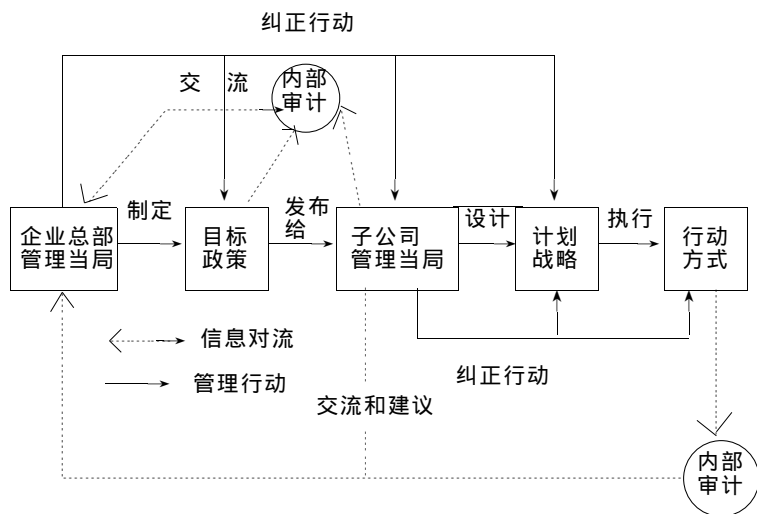 纠正行动
交 流
内部
审计
制定
发布
给
设计
执行
企业总部
管理当局
目标
政策
子公司
管理当局
计划
战略
行动
方式
信息对流
管理行动
纠正行动
交流和建议
内部
审计